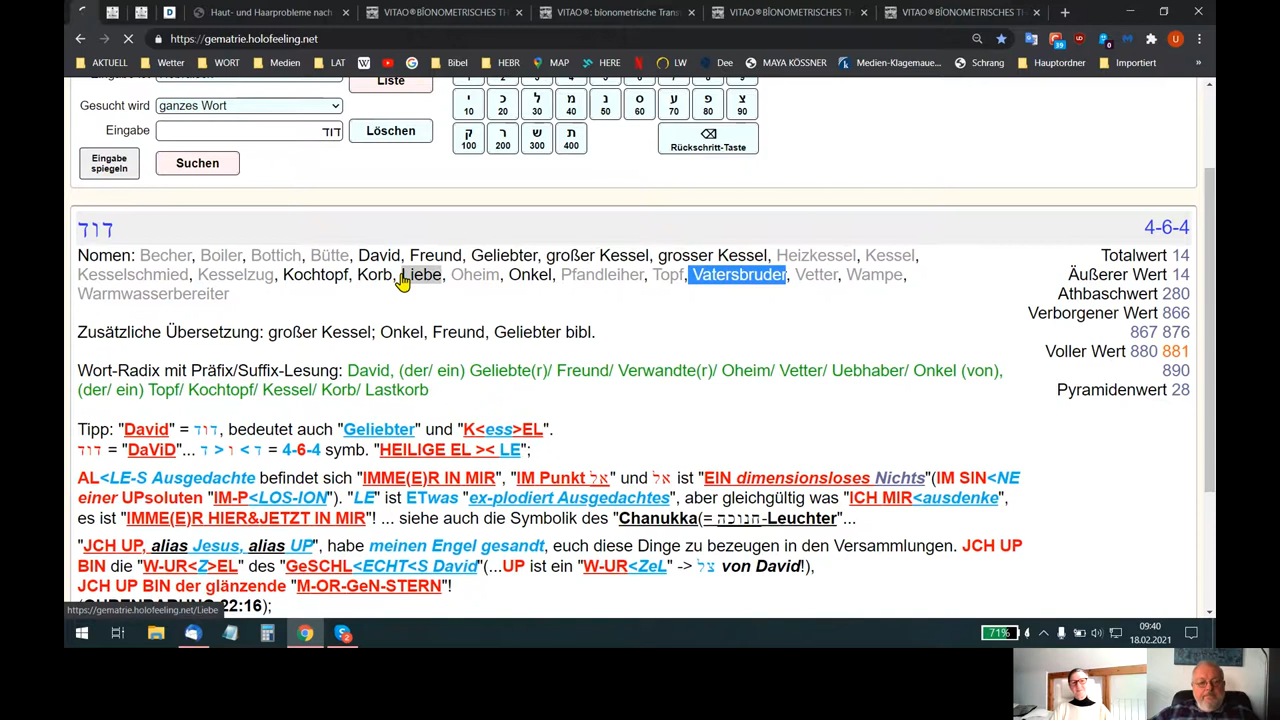 Haut- und Haarprobleme nach
VITAO®BÍONOMETRISCHES TH
VITAO®: bionometrische Trans
VITAO®BÍONOMETRISCHES TH
VITAO®BÍONOMETRISCHES TH
https://gematrie.holofeeling.net
AKTUELL Wetter WORT Medien LAT Bibel HEBR MAP HERE LW Dee MAYA KÖSSNER Medien-Klagemaue... Schrang Hauptordner Importiert
Liste
Gesucht wird ganzes Wort
Eingabe דוד Löschen
Eingabe spiegeln Suchen
י כ ל מ נ ס ע פ צ
10 20 30 40 50 60 70 80 90
ק ר ש ת
100 200 300 400
Rückschritt-Taste
דוד 4-6-4
Nomen: Becher, Boiler, Bottich, Bütte, David, Freund, Geliebter, großer Kessel, grosser Kessel, Heizkessel, Kessel,
Kesselschmied, Kesselzug, Kochtopf, Korb, Liebe, Oheim, Onkel, Pfandleiher, Topf, Vatersbruder, Vetter, Wampe,
Warmwasserbereiter
Totalwert 14
Äußerer Wert 14
Athbaschwert 280
Verborgener Wert 866
867 876
Voller Wert 880 881
890
Pyramidenwert 28
Zusätzliche Übersetzung: großer Kessel; Onkel, Freund, Geliebter bibl.
Wort-Radix mit Präfix/Suffix-Lesung: David, (der/ ein) Geliebte(r)/ Freund/ Verwandte(r)/ Oheim/ Vetter/ Uebhaber/ Onkel (von),
(der/ ein) Topf/ Kochtopf/ Kessel/ Korb/ Lastkorb
Tipp: "David" = דוד, bedeutet auch "Geliebter" und "K<ess>EL".
דוד = "DaViD"... ד > ו < ד = 4-6-4 symb. "HEILIGE EL >< LE";
AL<LE-S Ausgedachte befindet sich "IMME(E)R IN MIR", "IM Punkt אל" und אל ist "EIN dimensionsloses Nichts"(IM SIN<NE
einer UPsoluten "IM-P<LOS-ION"). "LE" ist ETwas "ex-plodiert Ausgedachtes", aber gleichgültig was "ICH MIR<ausdenke",
es ist "IMME(E)R HIER&JETZT IN MIR"! ... siehe auch die Symbolik des "Chanukka(= חנוכה-Leuchter"...
"JCH UP, alias Jesus, alias UP", habe meinen Engel gesandt, euch diese Dinge zu bezeugen in den Versammlungen. JCH UP
BIN die "W-UR<Z>EL" des "GeSCHL<ECHT<S David"(...UP ist ein "W-UR<ZeL" -> צל von David!),
JCH UP BIN der glänzende "M-OR-GeN-STERN"!
22:16);
https://gematrie.holofeeling.net/Liebe
71% 09:40
18.02.2021